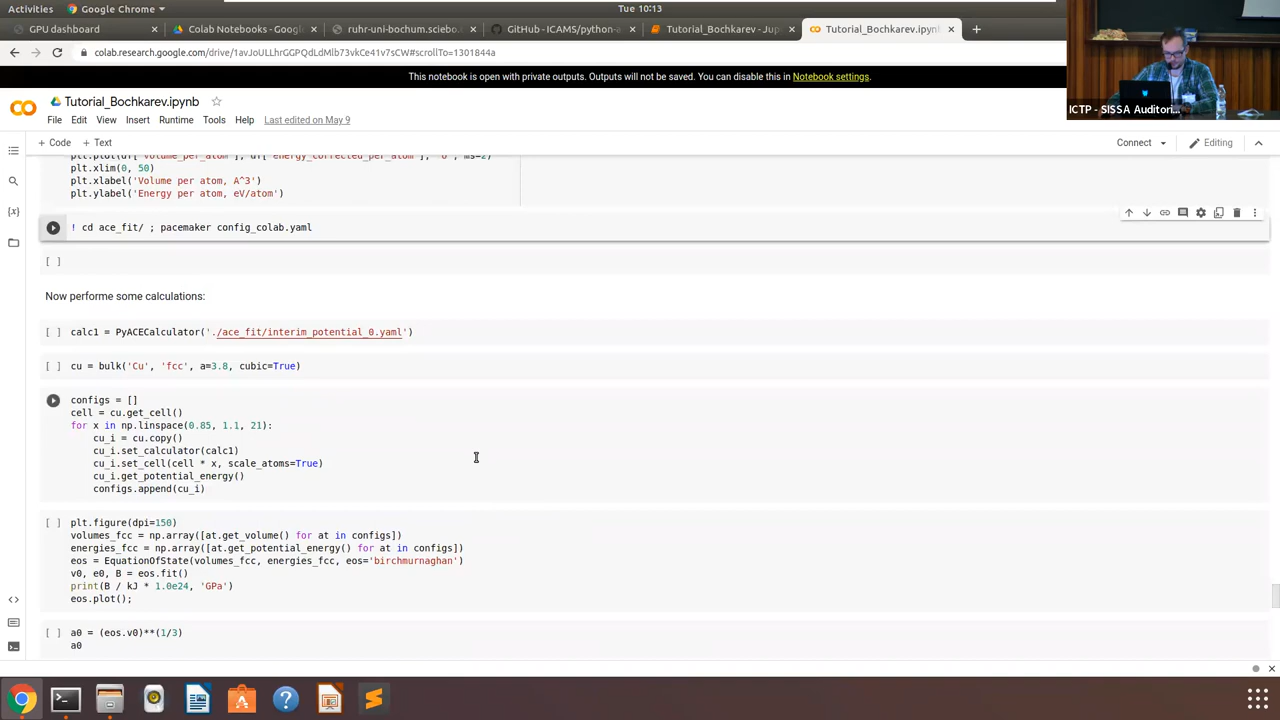 Activities
Google Chrome
Tue 10:13
GPU dashboard
Colab Notebooks - Google
ruhr-uni-bochum.sciebo.
GitHub - ICAMS/python-a
Tutorial_Bochkarev - Jup
Tutorial_Bochkarev.ipynb
colab.research.google.com/drive/1avJoULLhrGGPQdLdMlb73vkCe41v7sCW#scrollTo=1301844a
This notebook is open with private outputs. Outputs will not be saved. You can disable this in Notebook settings.
ICTP - SISSA Auditori...
Tutorial_Bochkarev.ipynb
File Edit View Insert Runtime Tools Help Last edited on May 9
+ Code + Text
Connect
Editing
plt.plot(df["volume_per_atom"], df["energy_corrected_per_atom"], "o", ms=2)
plt.xlim(0, 50)
plt.xlabel('Volume per atom, A^3')
plt.ylabel('Energy per atom, eV/atom')
! cd ace_fit/ ; pacemaker config_colab.yaml
[ ]
Now performe some calculations:
[ ] calc1 = PyACECalculator('./ace_fit/interim_potential_0.yaml')
[ ] cu = bulk('Cu', 'fcc', a=3.8, cubic=True)
configs = []
cell = cu.get_cell()
for x in np.linspace(0.85, 1.1, 21):
    cu_i = cu.copy()
    cu_i.set_calculator(calc1)
    cu_i.set_cell(cell * x, scale_atoms=True)
    cu_i.get_potential_energy()
    configs.append(cu_i)
[ ] plt.figure(dpi=150)
volumes_fcc = np.array([at.get_volume() for at in configs])
energies_fcc = np.array([at.get_potential_energy() for at in configs])
eos = EquationOfState(volumes_fcc, energies_fcc, eos='birchmurnaghan')
v0, e0, B = eos.fit()
print(B / kJ * 1.0e24, 'GPa')
eos.plot();
[ ] a0 = (eos.v0)**(1/3)
a0